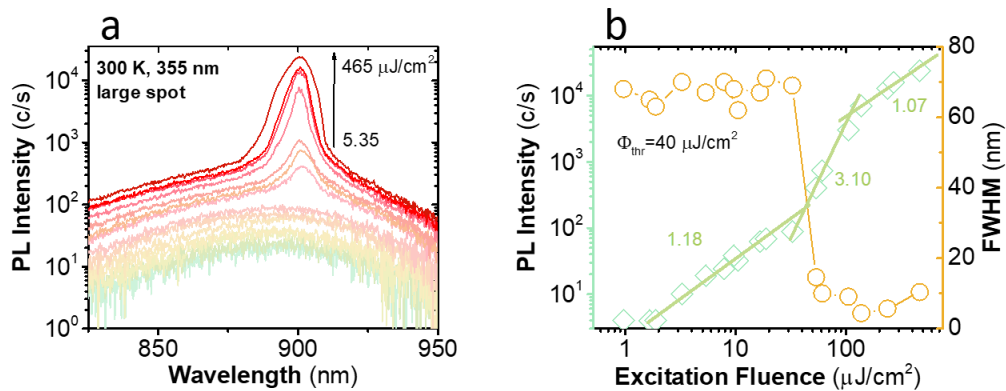 a
300 K, 355 nm
large spot
465 μJ/cm²
5.35
10⁴
10³
10²
10¹
10⁰
PL Intensity (c/s)
850
900
950
Wavelength (nm)
b
Φthr=40 μJ/cm²
1.18
3.10
1.07
10⁴
10³
10²
10¹
PL Intensity (c/s)
1
10
100
Excitation Fluence (μJ/cm²)
80
60
40
20
0
FWHM (nm)